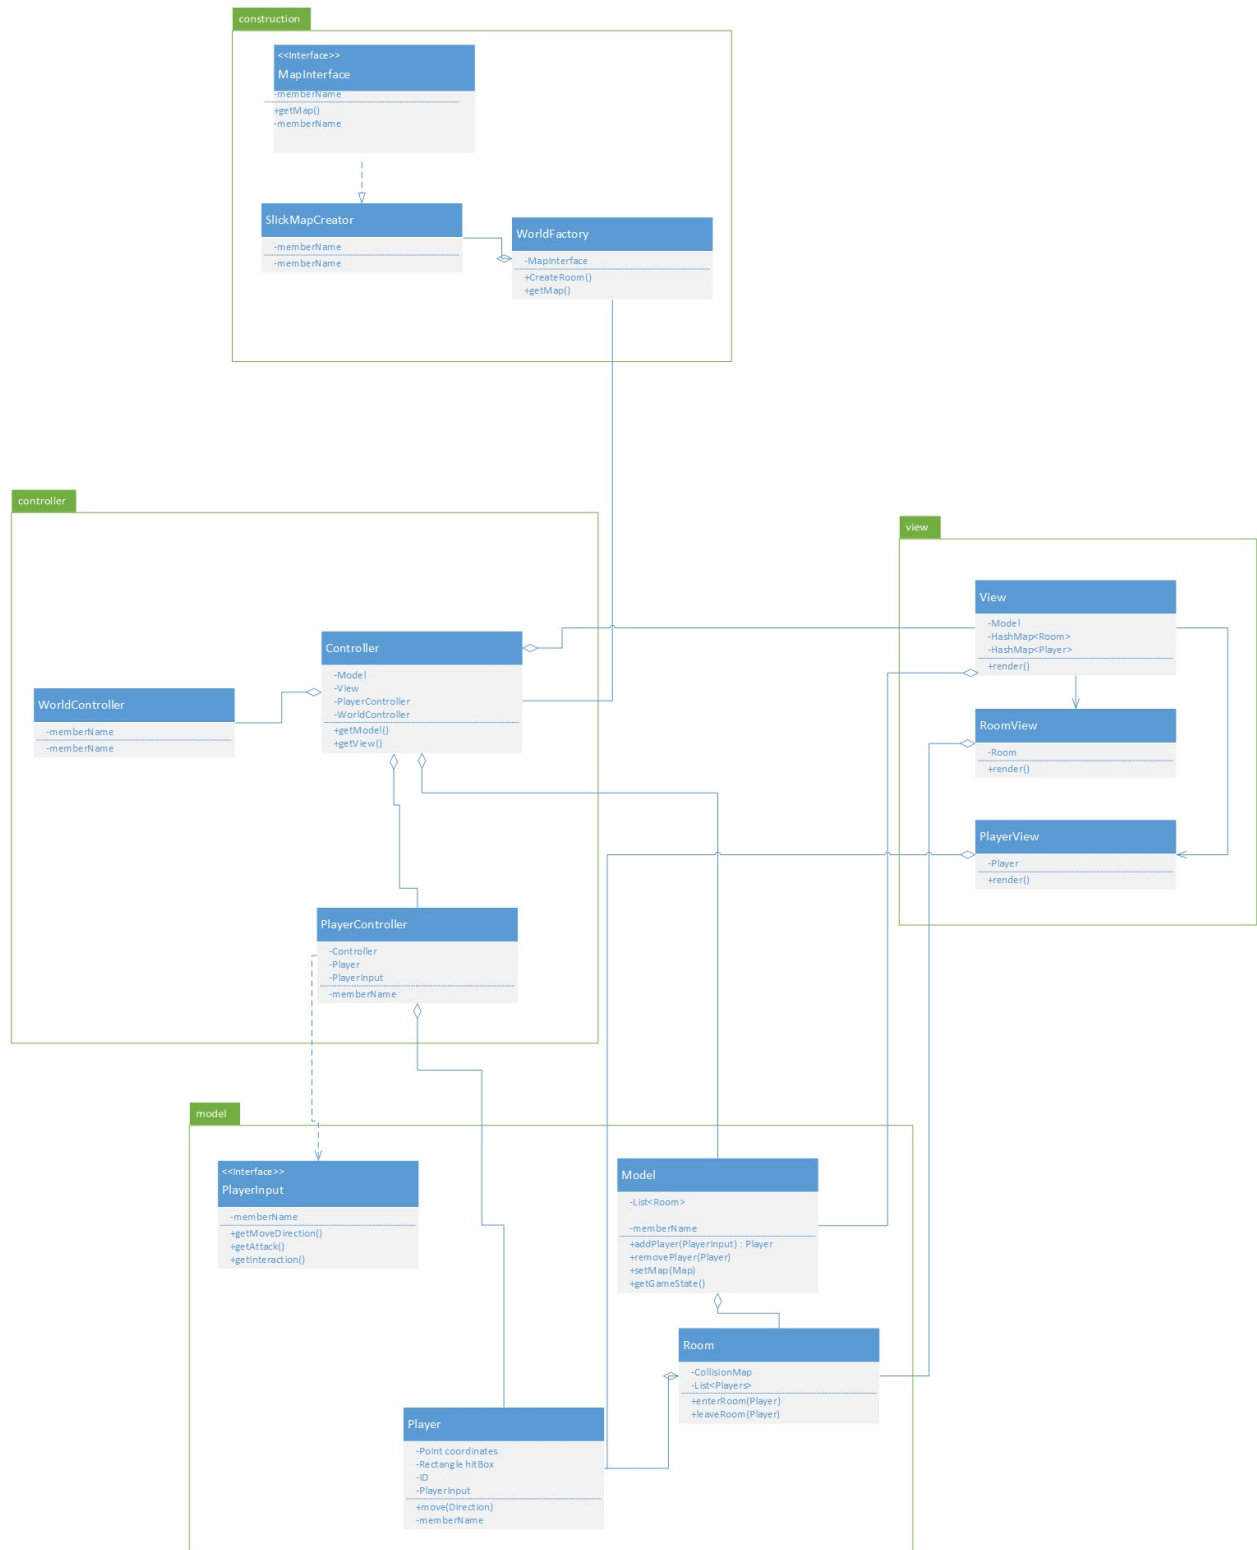 construction
<<Interface>>
MapInterface
-memberName
+getMap()
-memberName
SlickMapCreator
-memberName
-memberName
WorldFactory
-MapInterface
+CreateRoom()
+getMap()
controller
Controller
-Model
-View
-PlayerController
-WorldController
+getModel()
+getView()
WorldController
-memberName
-memberName
PlayerController
-Controller
-Player
-PlayerInput
-memberName
view
View
-Model
-HashMap<Room>
-HashMap<Player>
+render()
RoomView
-Room
+render()
PlayerView
-Player
+render()
model
<<Interface>>
PlayerInput
-memberName
+getMoveDirection()
+getAttack()
+getInteraction()
Model
-List<Room>
-memberName
+addPlayer(PlayerInput) : Player
+removePlayer(Player)
+setMap(Map)
+getGameState()
Room
-CollisionMap
-List<Players>
+enterRoom(Player)
+leaveRoom(Player)
Player
-Point coordinates
-Rectangle hitBox
-ID
-PlayerInput
+move(Direction)
-memberName